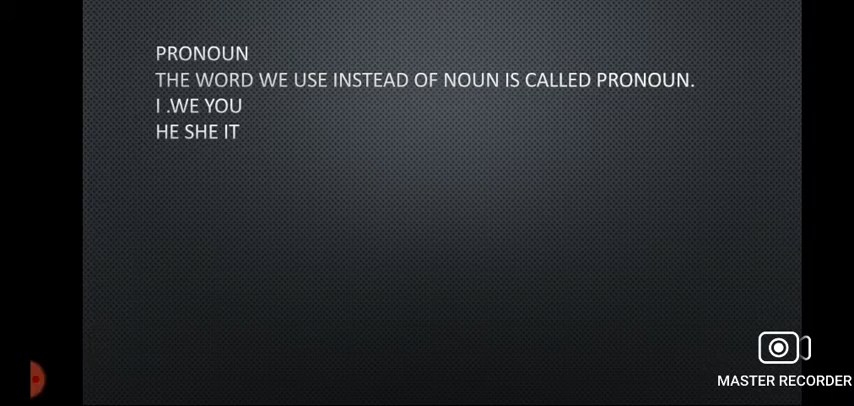 PRONOUN
THE WORD WE USE INSTEAD OF NOUN IS CALLED PRONOUN.
I .WE YOU
HE SHE IT
MASTER RECORDER